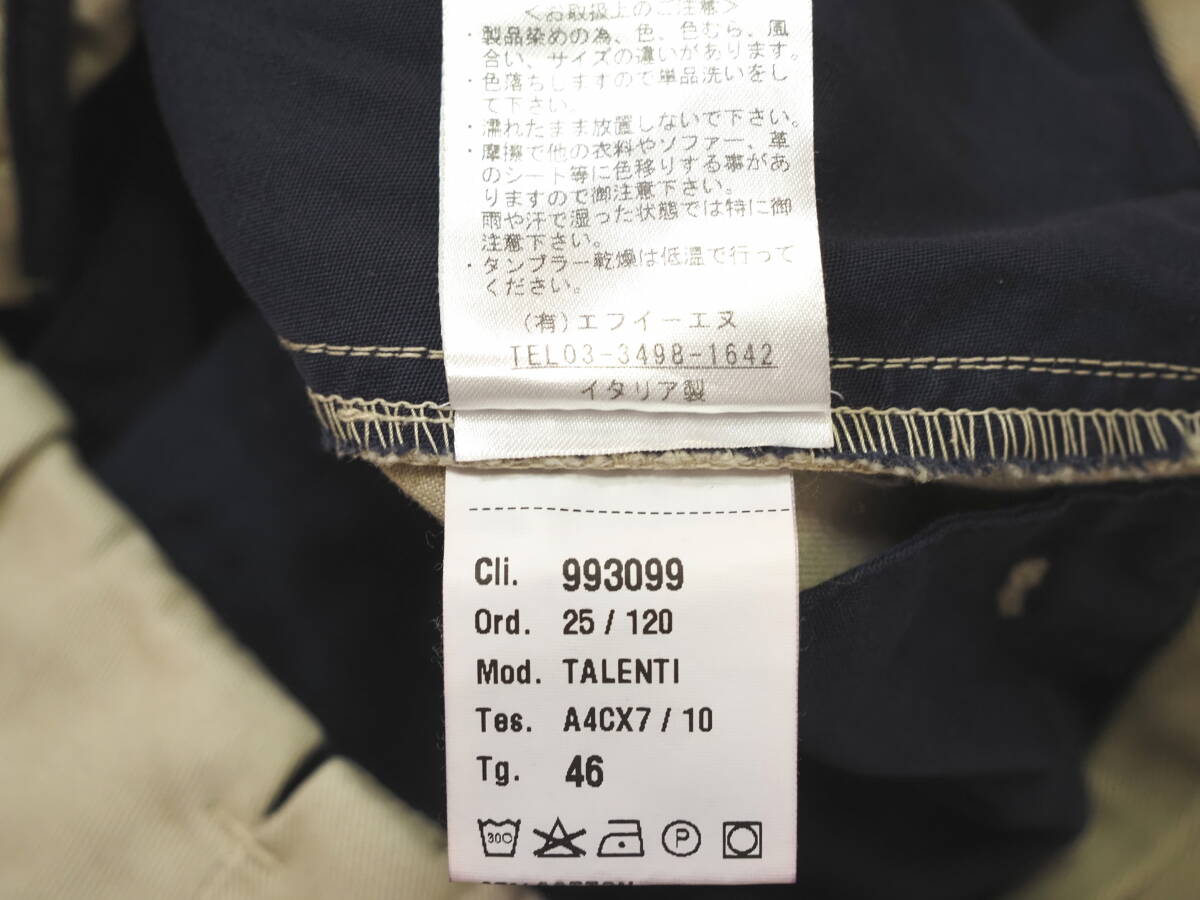 ＜お取扱上のご注意＞
・製品染めの為、色、色むら、風
合い、サイズの違いがあります。
・色落ちしますので単品洗いをし
て下さい。
・濡れたまま放置しないで下さい。
・摩擦で他の衣料やソファー、革
のシート等に色移りする事があ
りますので御注意下さい。
雨や汗で湿った状態では特に御
注意下さい。
・タンブラー乾燥は低温で行って
ください。
(有)エフイーエヌ
TEL03-3498-1642
イタリア製
Cli. 993099
Ord. 25 / 120
Mod. TALENTI
Tes. A4CX7 / 10
Tg. 46
30C
P
COTTON